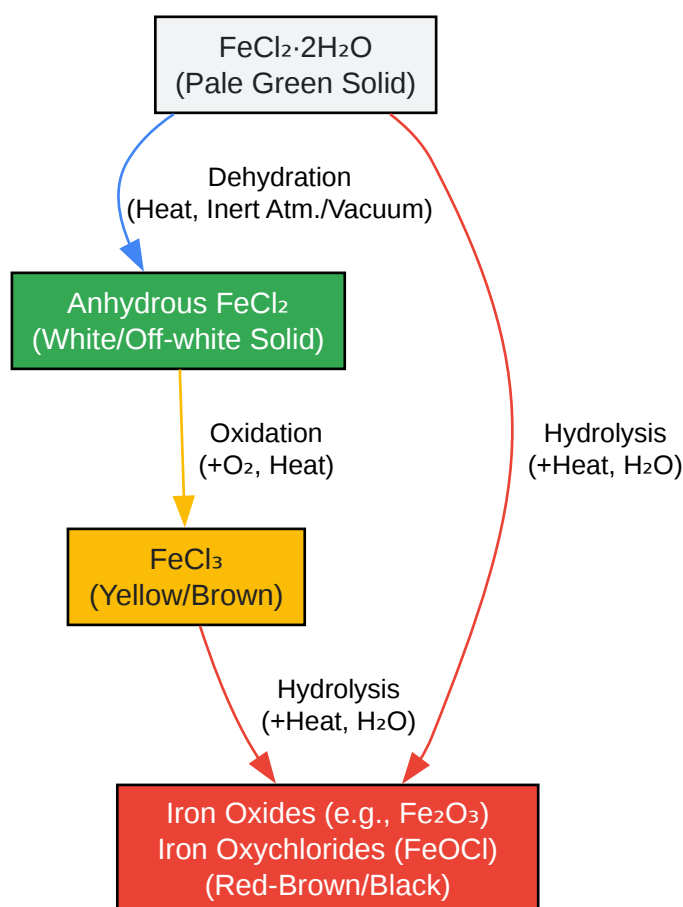 FeCl₂·2H₂O
(Pale Green Solid)
Dehydration
(Heat, Inert Atm./Vacuum)
Anhydrous FeCl₂
(White/Off-white Solid)
Oxidation
(+O₂, Heat)
Hydrolysis
(+Heat, H₂O)
FeCl₃
(Yellow/Brown)
Hydrolysis
(+Heat, H₂O)
Iron Oxides (e.g., Fe₂O₃)
Iron Oxychlorides (FeOCl)
(Red-Brown/Black)